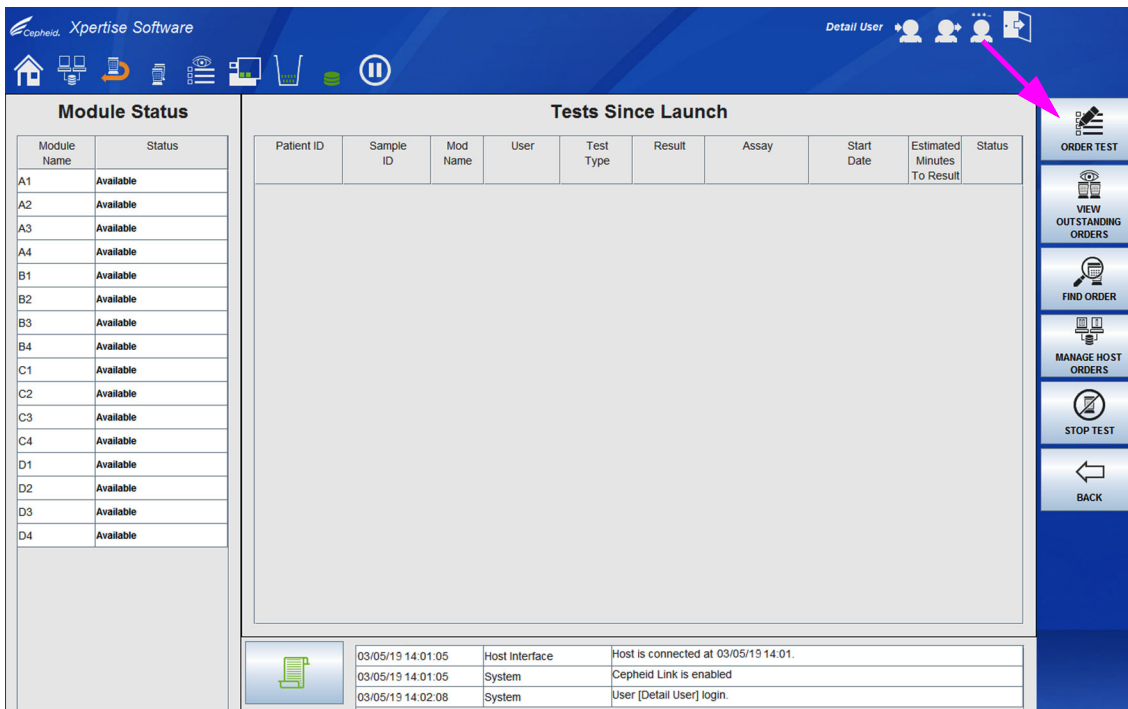 Cepheid. Xpertise Software
Detail User
Module Status
Module Name
Status
A1 Available
A2 Available
A3 Available
A4 Available
B1 Available
B2 Available
B3 Available
B4 Available
C1 Available
C2 Available
C3 Available
C4 Available
D1 Available
D2 Available
D3 Available
D4 Available
Tests Since Launch
Patient ID
Sample ID
Mod Name
User
Test Type
Result
Assay
Start Date
Estimated Minutes To Result
Status
03/05/19 14:01:05 Host Interface Host is connected at 03/05/19 14:01.
03/05/19 14:01:05 System Cepheid Link is enabled
03/05/19 14:02:08 System User [Detail User] login.
ORDER TEST
VIEW
OUTSTANDING
ORDERS
FIND ORDER
MANAGE HOST
ORDERS
STOP TEST
BACK